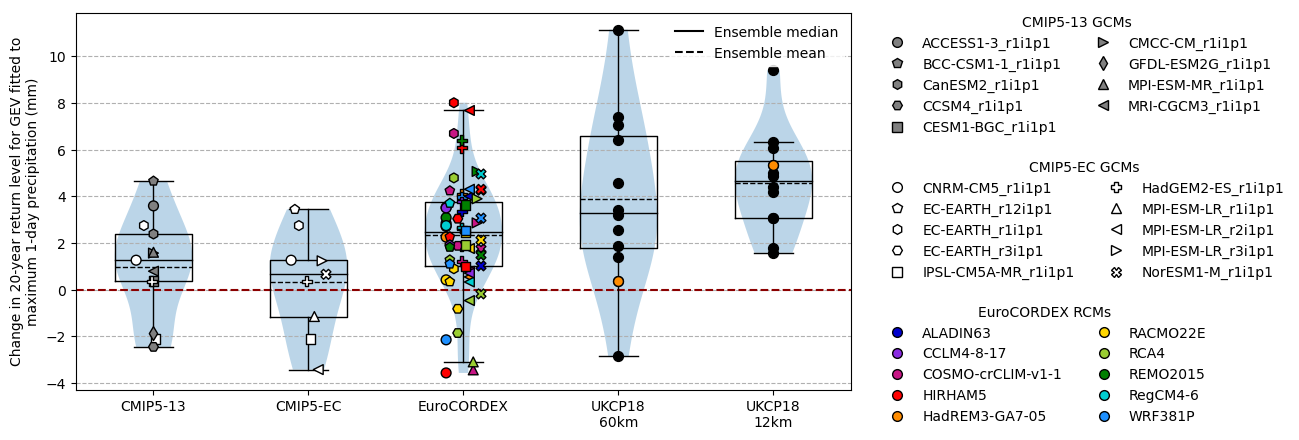 Change in 20-year return level for GEV fitted to
maximum 1-day precipitation (mm)
10
8
6
4
2
0
−2
−4
Ensemble median
Ensemble mean
CMIP5-13
CMIP5-EC
EuroCORDEX
UKCP18
60km
UKCP18
12km
CMIP5-13 GCMs
ACCESS1-3_r1i1p1
BCC-CSM1-1_r1i1p1
CanESM2_r1i1p1
CCSM4_r1i1p1
CESM1-BGC_r1i1p1
CMCC-CM_r1i1p1
GFDL-ESM2G_r1i1p1
MPI-ESM-MR_r1i1p1
MRI-CGCM3_r1i1p1
CMIP5-EC GCMs
CNRM-CM5_r1i1p1
EC-EARTH_r12i1p1
EC-EARTH_r1i1p1
EC-EARTH_r3i1p1
IPSL-CM5A-MR_r1i1p1
HadGEM2-ES_r1i1p1
MPI-ESM-LR_r1i1p1
MPI-ESM-LR_r2i1p1
MPI-ESM-LR_r3i1p1
NorESM1-M_r1i1p1
EuroCORDEX RCMs
ALADIN63
CCLM4-8-17
COSMO-crCLIM-v1-1
HIRHAM5
HadREM3-GA7-05
RACMO22E
RCA4
REMO2015
RegCM4-6
WRF381P